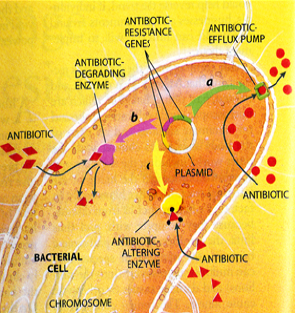 ANTIBIOTIC-
RESISTANCE
GENES
ANTIBIOTIC-
EFFLUX PUMP
ANTIBIOTIC-
DEGRADING
ENZYME
a
b
c
ANTIBIOTIC
PLASMID
ANTIBIOTIC
ANTIBIOTIC-
ALTERING
ENZYME
ANTIBIOTIC
BACTERIAL
CELL
CHROMOSOME